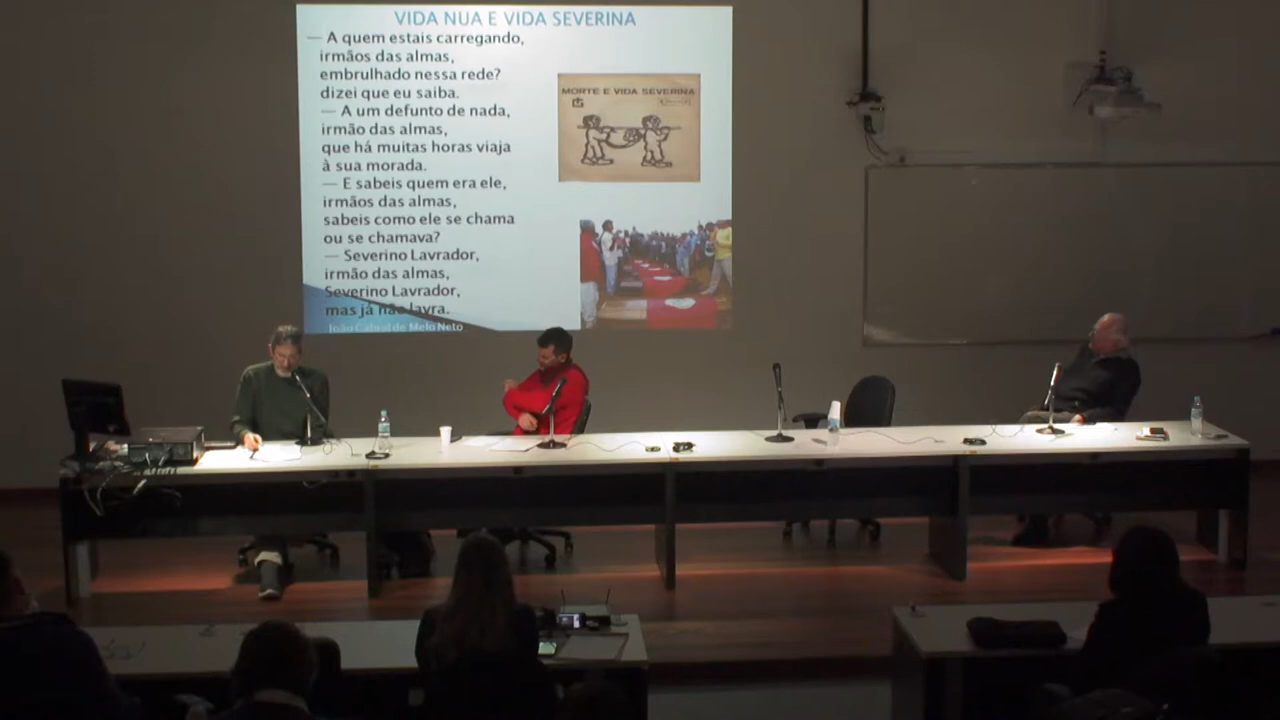 VIDA NUA E VIDA SEVERINA
— A quem estais carregando,
irmãos das almas,
embrulhado nessa rede?
dizei que eu saiba.
— A um defunto de nada,
irmão das almas,
que há muitas horas viaja
à sua morada.
— E sabeis quem era ele,
irmãos das almas,
sabeis como ele se chama
ou se chamava?
— Severino Lavrador,
irmão das almas,
Severino Lavrador,
mas já não lavra.
João Cabral de Melo Neto
MORTE E VIDA SEVERINA